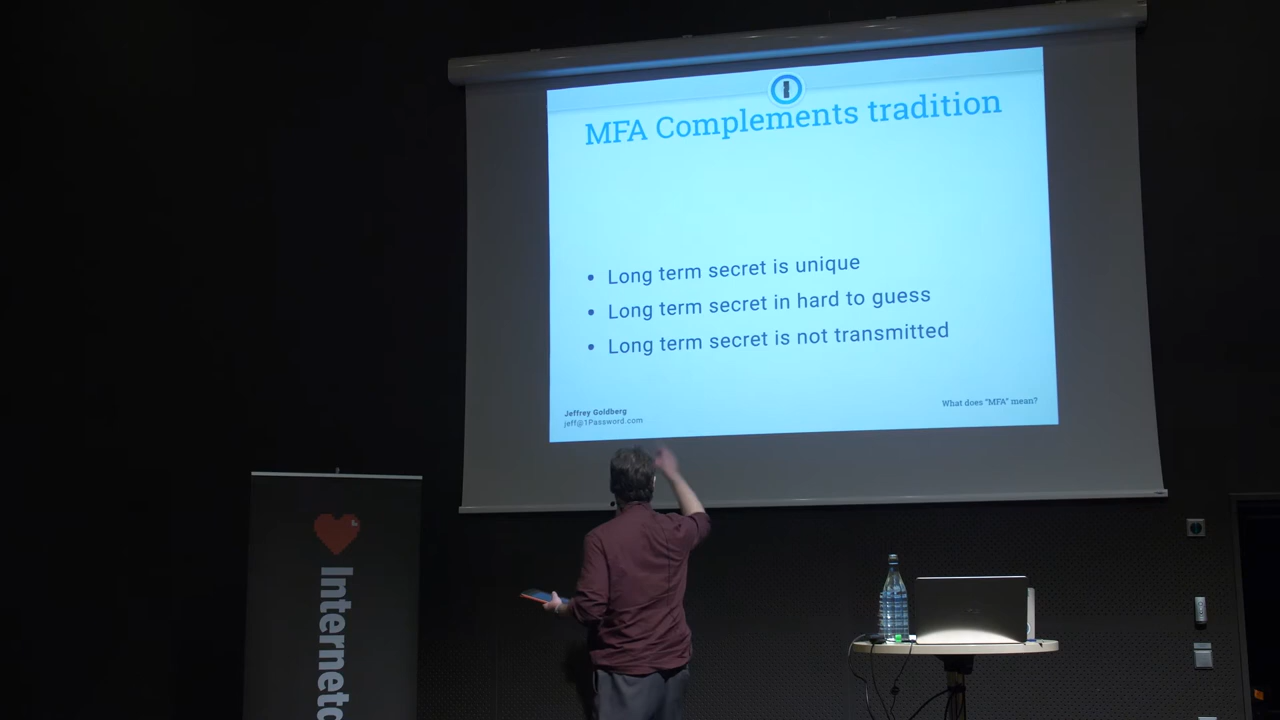 MFA Complements tradition
• Long term secret is unique
• Long term secret in hard to guess
• Long term secret is not transmitted
Jeffrey Goldberg
jeff@1Password.com
What does "MFA" mean?